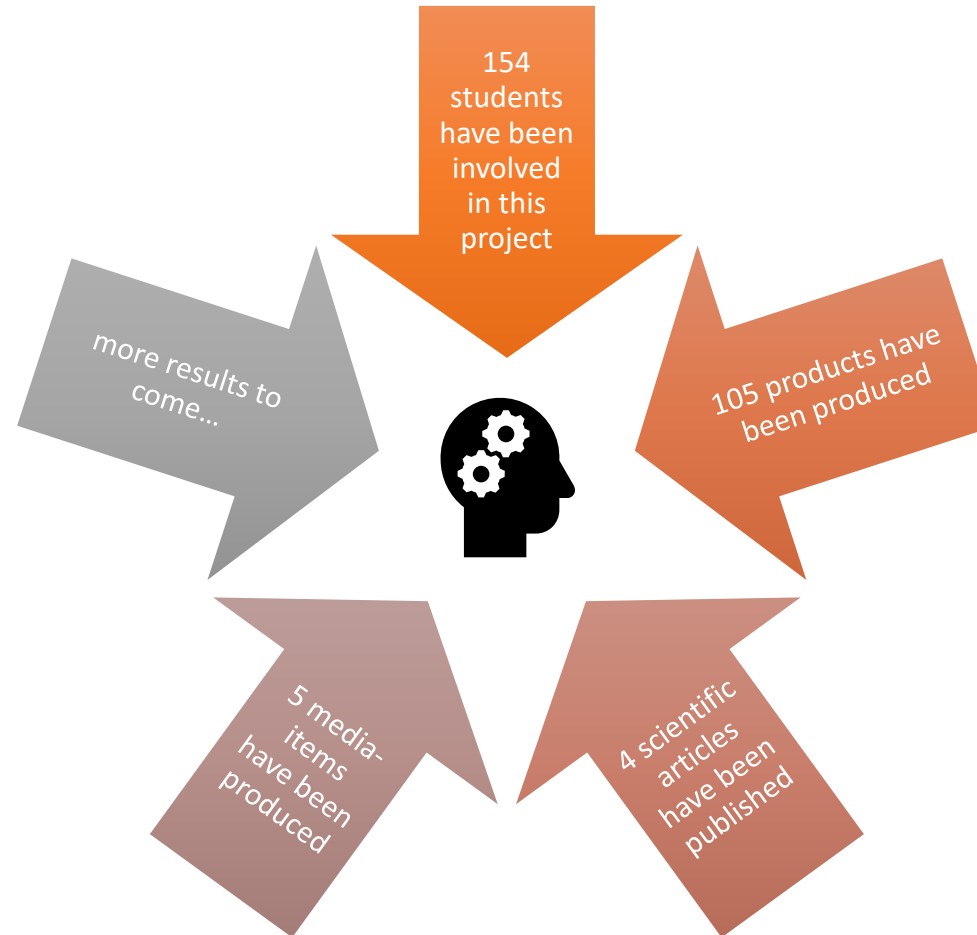 154
students
have been
involved
in this
project
105 products have
been produced
4 scientific
articles
have been
published
5 media-
items
have been
produced
more results to
come...